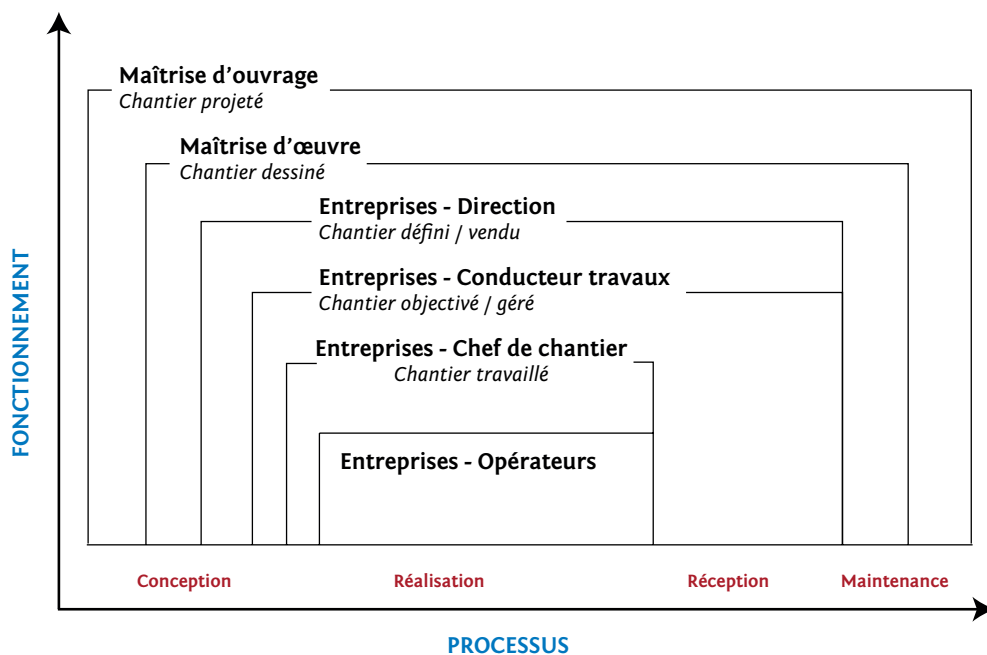 Maîtrise d'ouvrage
Chantier projeté
Maîtrise d'œuvre
Chantier dessiné
Entreprises - Direction
Chantier défini / vendu
Entreprises - Conducteur travaux
Chantier objectivé / géré
Entreprises - Chef de chantier
Chantier travaillé
Entreprises - Opérateurs
FONCTIONNEMENT
Conception
Réalisation
Réception
Maintenance
PROCESSUS